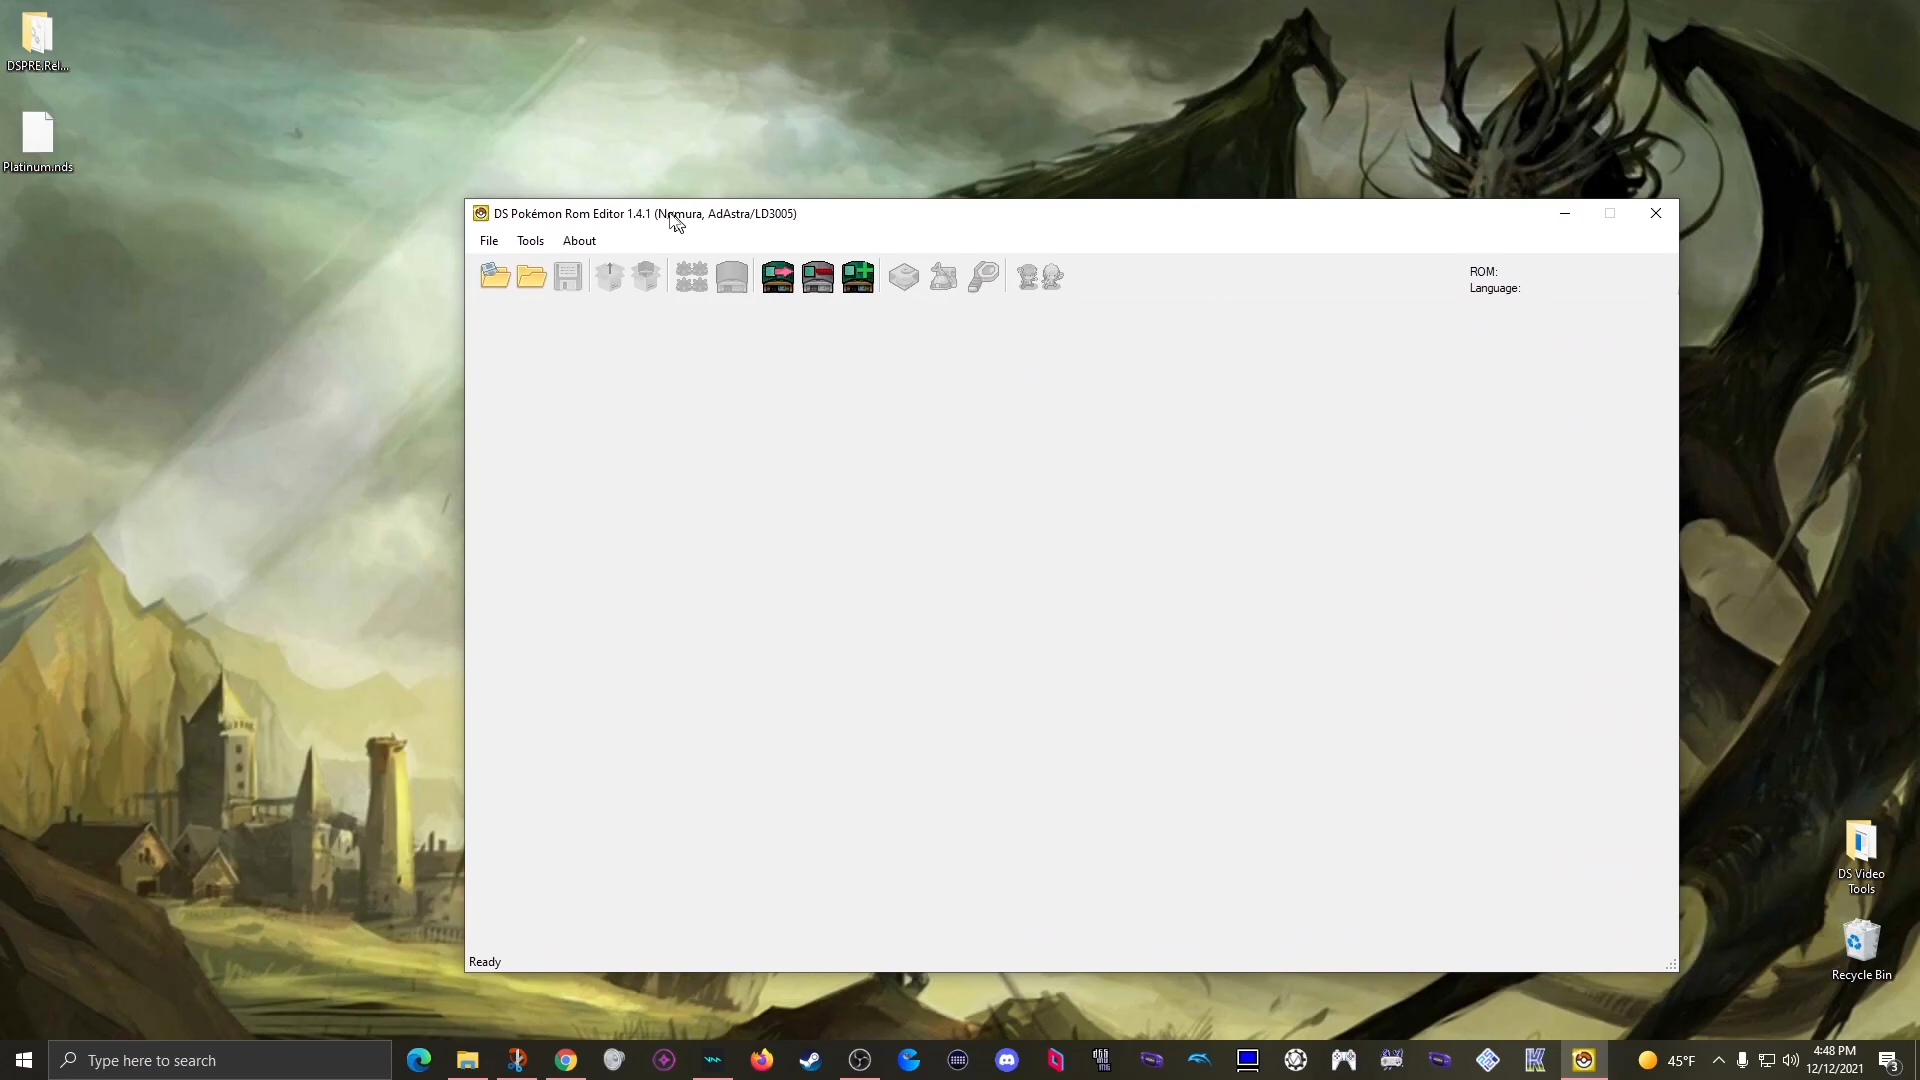 DSPRE.Rel...
Platinum.nds
DS Pokémon Rom Editor 1.4.1 (Nomura, AdAstra/LD3005)
File Tools About
ROM:
Language:
Ready
DS Video
Tools
Recycle Bin
Type here to search
45°F
4:48 PM
12/12/2021
3